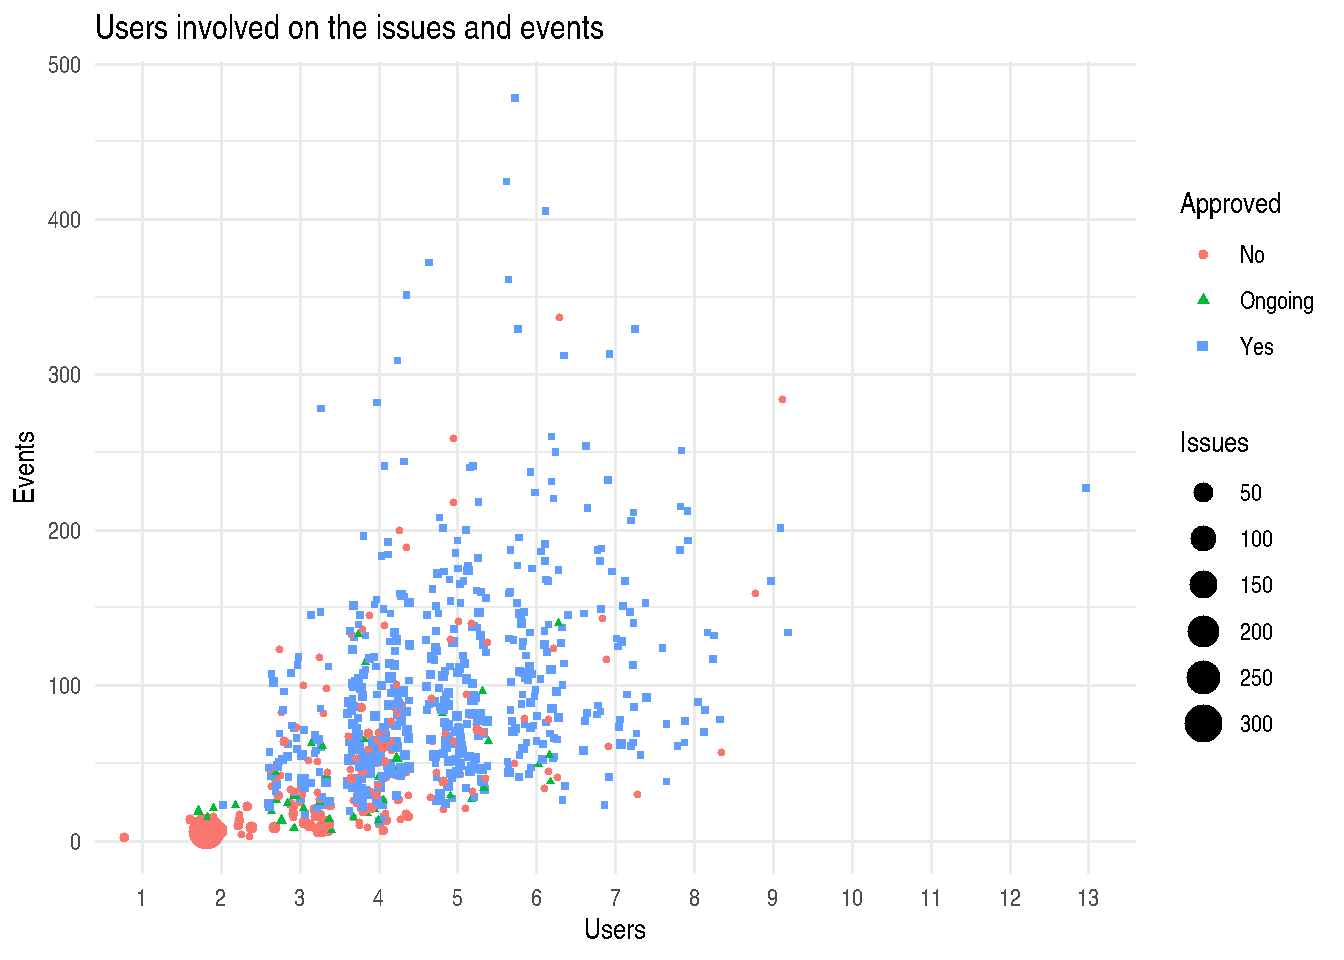 Users involved on the issues and events
500
400
300
200
100
0
Events
1 2 3 4 5 6 7 8 9 10 11 12 13
Users
Approved
No
Ongoing
Yes
Issues
50
100
150
200
250
300